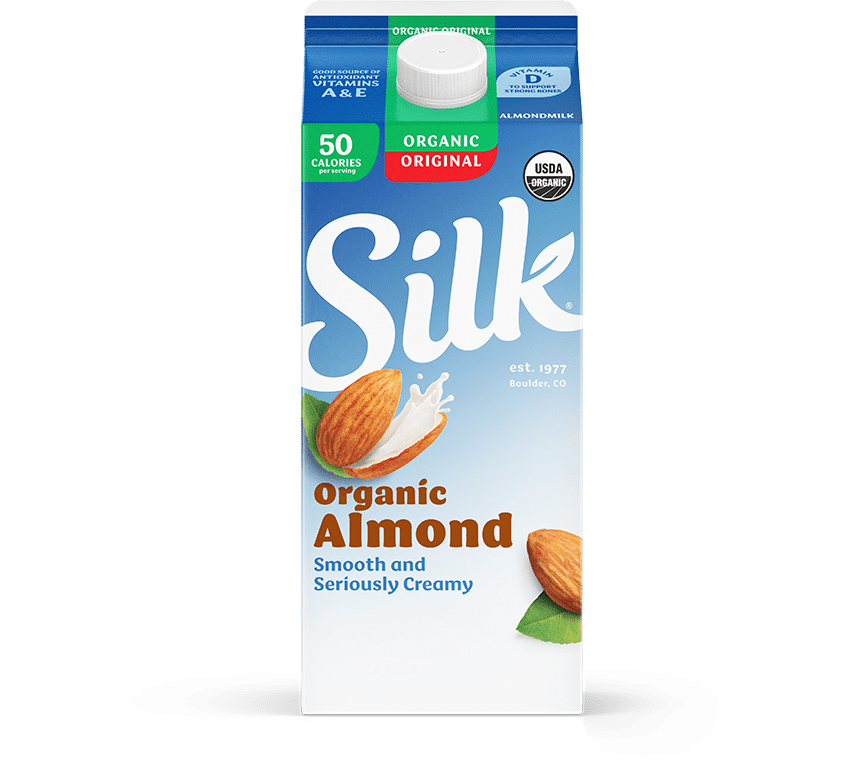 ORGANIC ORIGINAL
GOOD SOURCE OF
ANTIOXIDANT
VITAMINS
A & E
VITAMIN
D
TO SUPPORT
STRONG BONES
ALMONDMILK
50
CALORIES
per serving
ORGANIC
ORIGINAL
USDA
ORGANIC
Silk®
est. 1977
Boulder, CO
Organic
Almond
Smooth and
Seriously Creamy